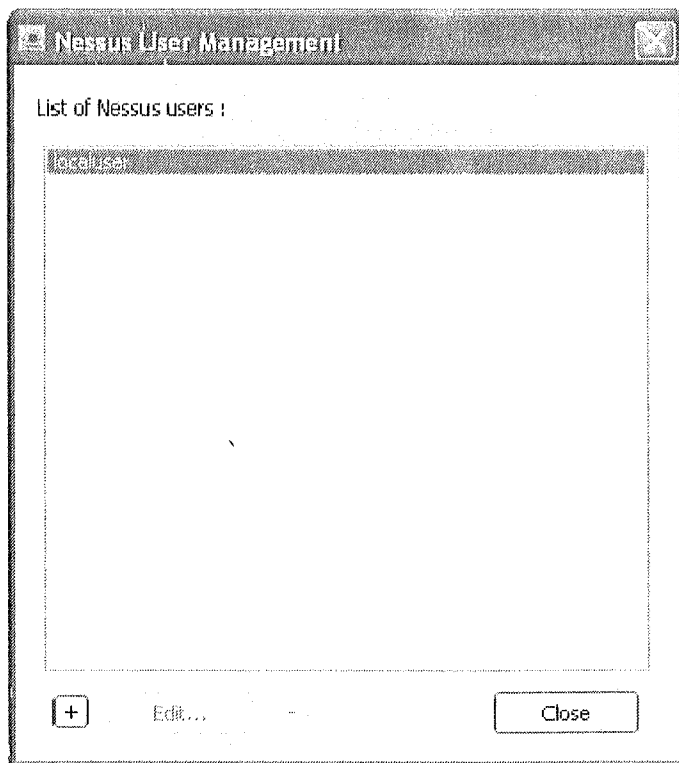 Nessus User Management
List of Nessus users :
localuser
+ Edit... - Close